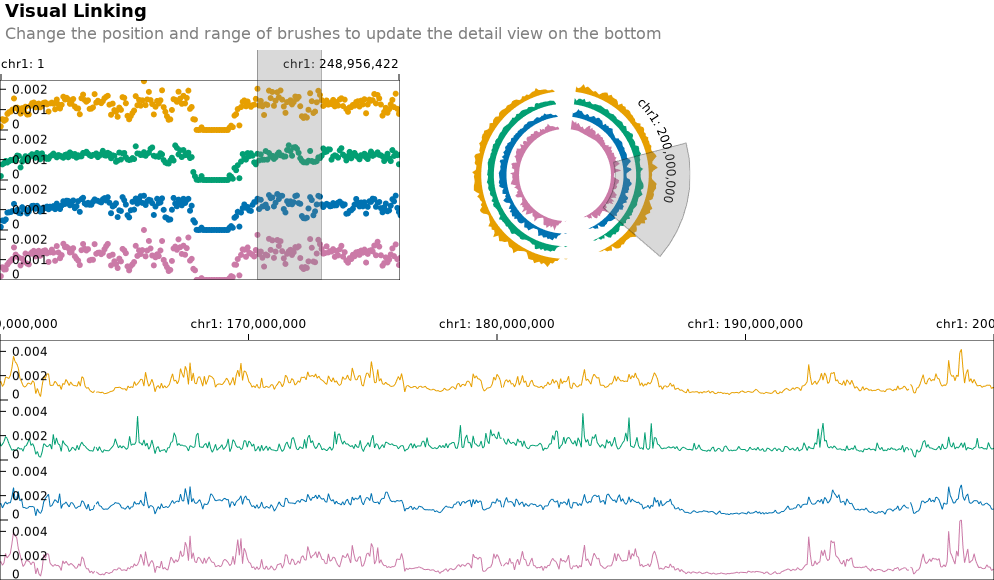 Visual Linking
Change the position and range of brushes to update the detail view on the bottom
chr1: 1
chr1: 248,956,422
0.002
0.001
0
0.002
0.001
0
0.002
0.001
0
0.002
0.001
0
chr1: 200,000,000
0,000,000
chr1: 170,000,000
chr1: 180,000,000
chr1: 190,000,000
chr1: 200
0.004
0.002
0
0.004
0.002
0
0.004
0.002
0
0.004
0.002
0